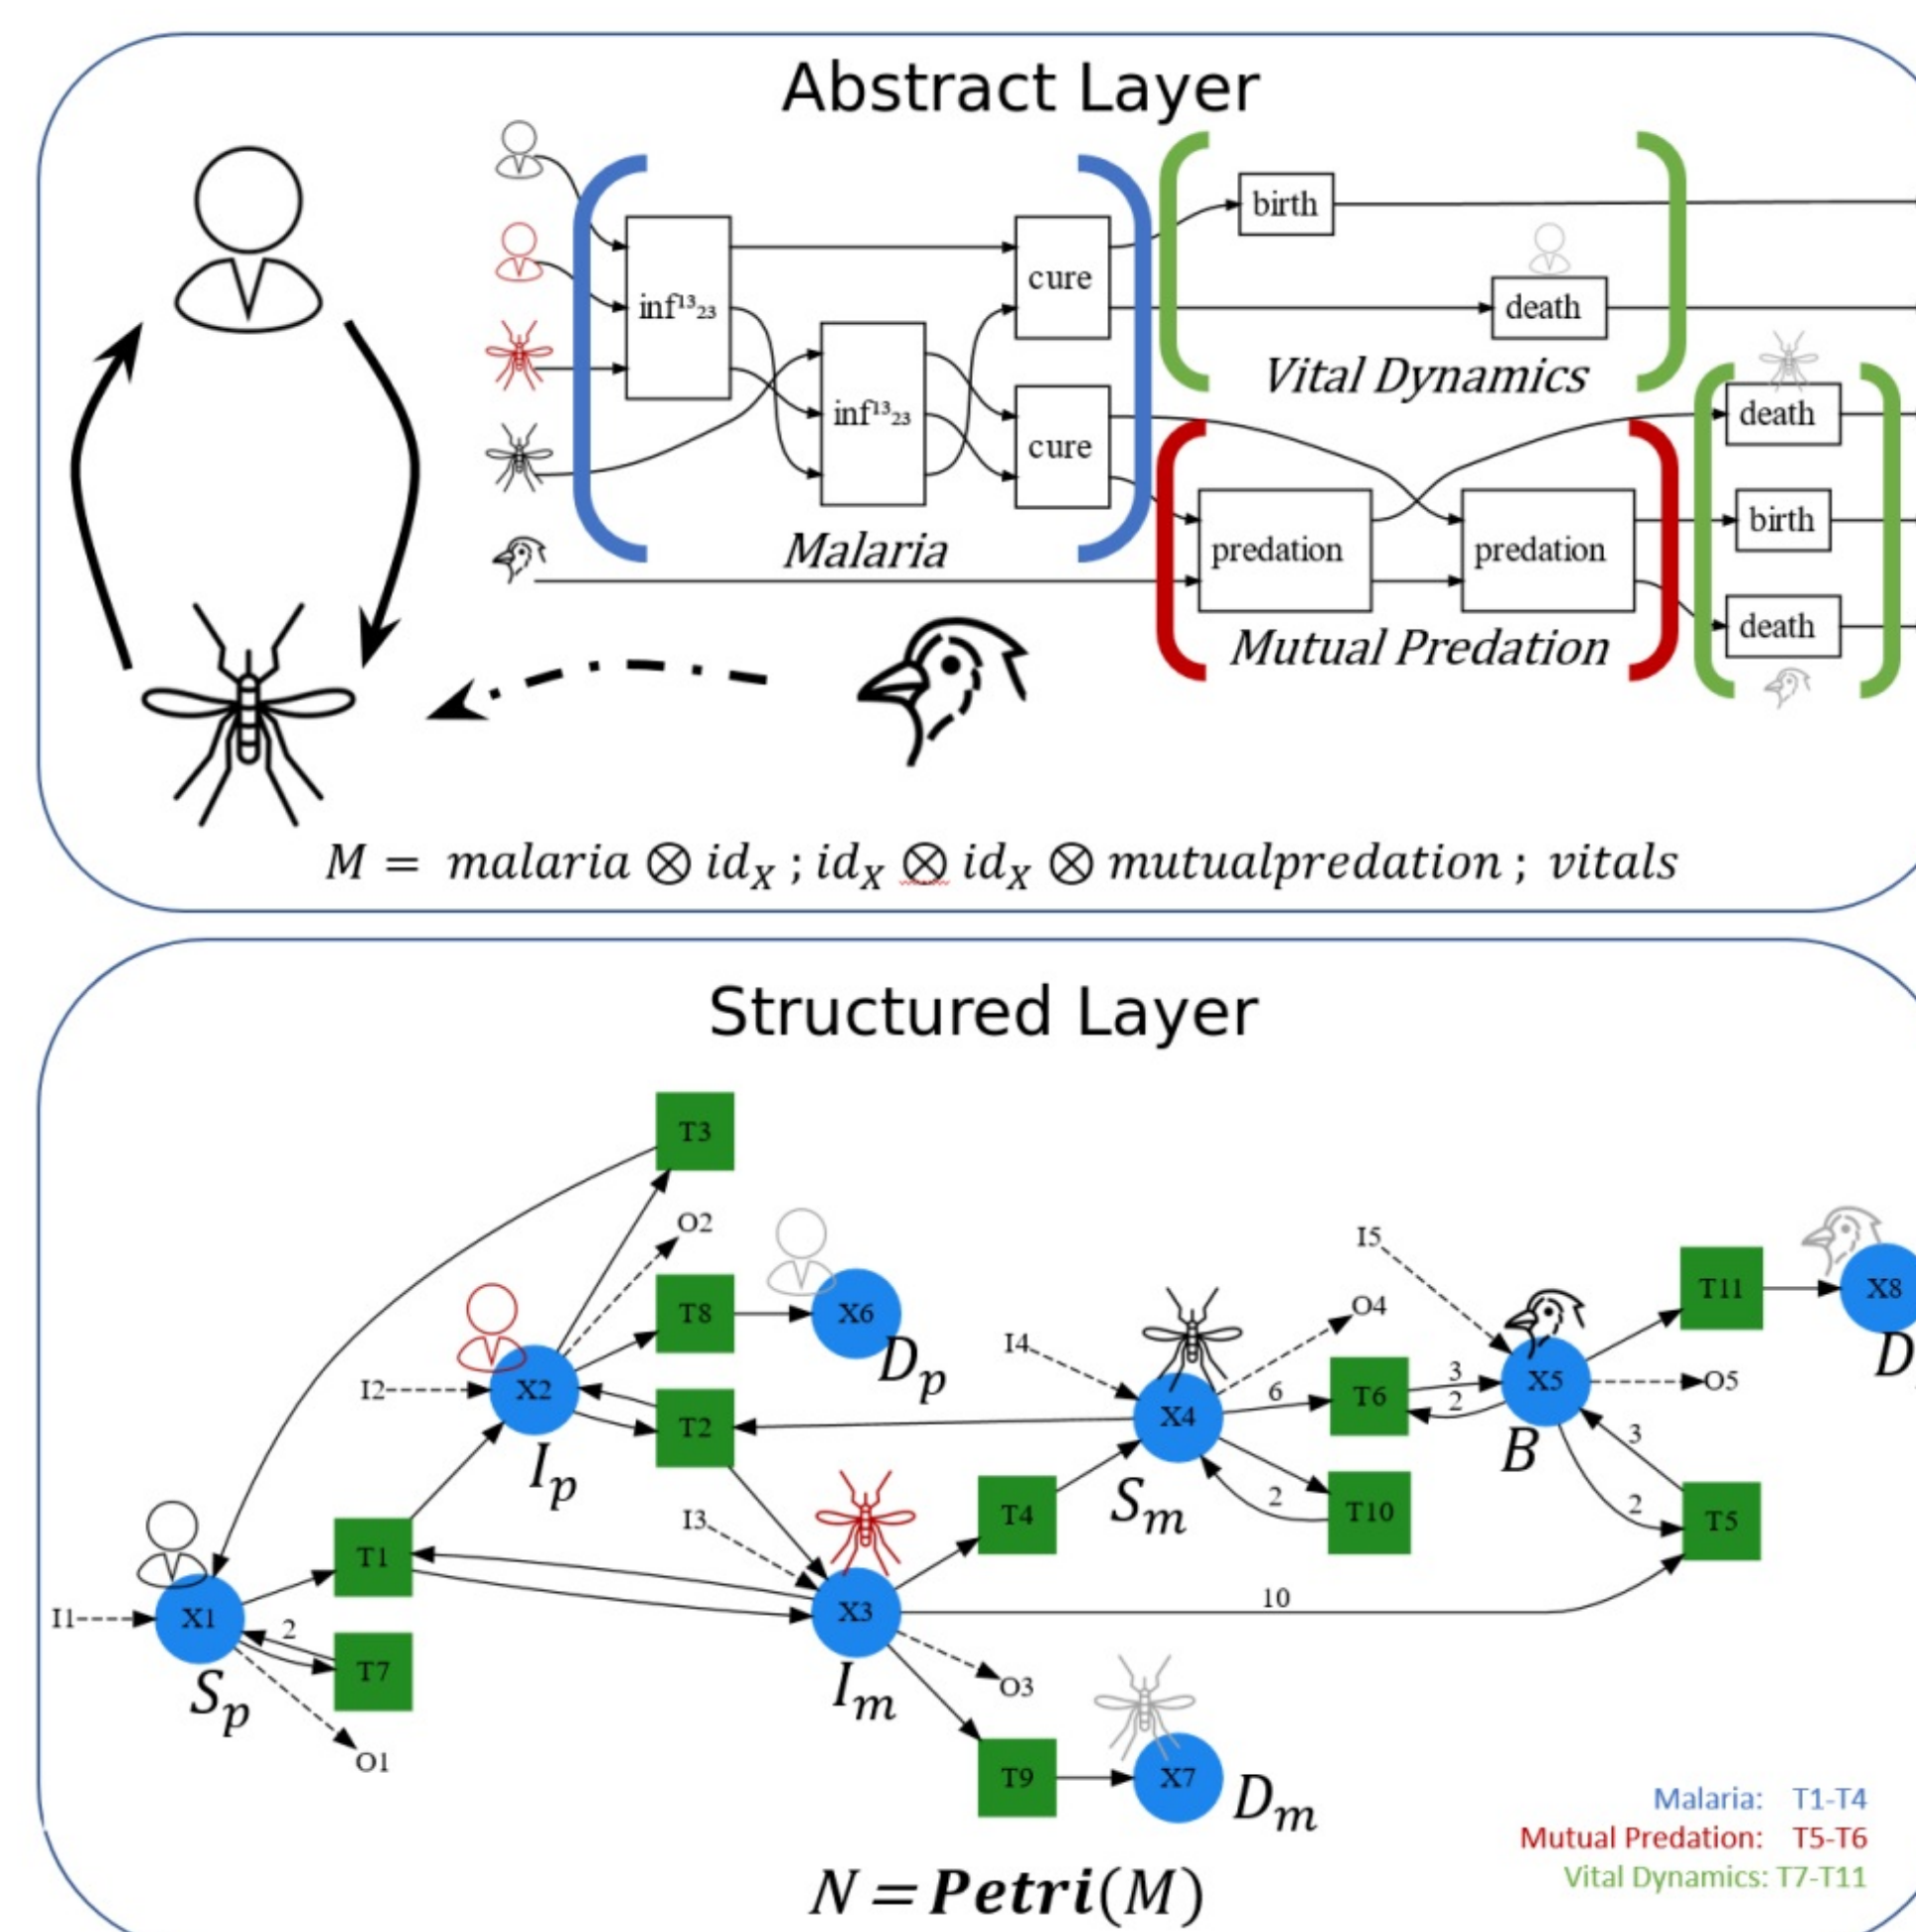 Abstract Layer
birth
inf¹³₂₃
cure
death
Vital Dynamics
inf¹³₂₃
cure
death
Malaria
predation
predation
birth
Mutual Predation
death
M = malaria ⊗ id_X ; id_X ⊗ id_X ⊗ mutualpredation ; vitals
Structured Layer
T3
O2
I5
T8
X6
T11
X8
D_p
D
I4
O4
I2
X2
T2
X4
6
T6
3
2
X5
O5
I_p
S_m
B
3
I3
T4
2
T10
2
T5
T1
I1
X1
2
T7
X3
10
S_p
I_m
O3
O1
T9
X7
D_m
Malaria: T1-T4
Mutual Predation: T5-T6
Vital Dynamics: T7-T11
N = Petri(M)